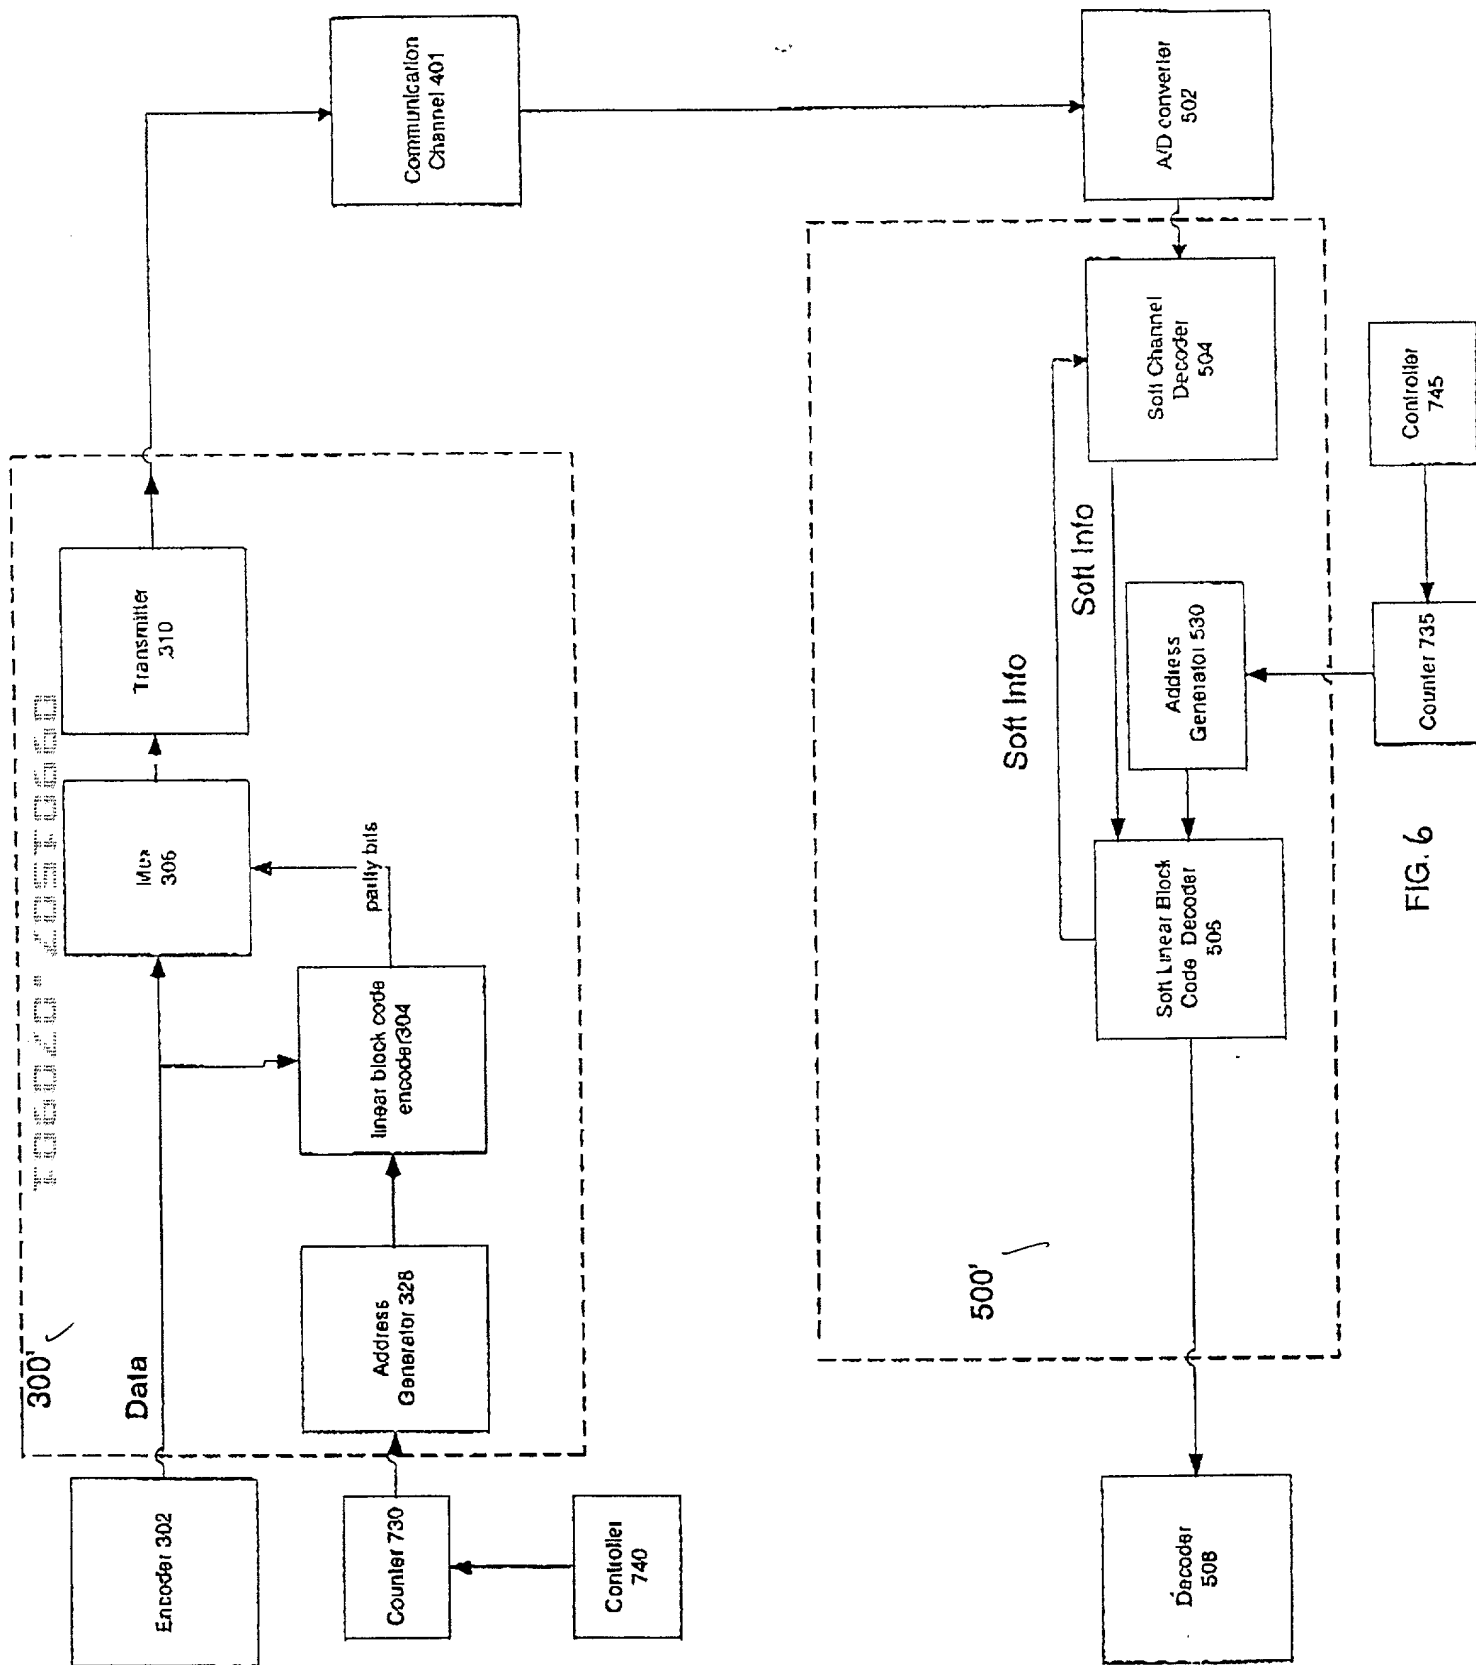 300'
Data
Encoder 302
Mux
306
Transmitter
310
parity bits
linear block code
encoder304
Address
Generator 328
Counter 730
Controller
740
Communication
Channel 401
A/D converter
502
500'
Soft Channel
Decoder
504
Soft Info
Soft Info
Address
Generator 530
Soft Linear Block
Code Decoder
506
Decoder
508
Counter 735
Controller
745
FIG. 6